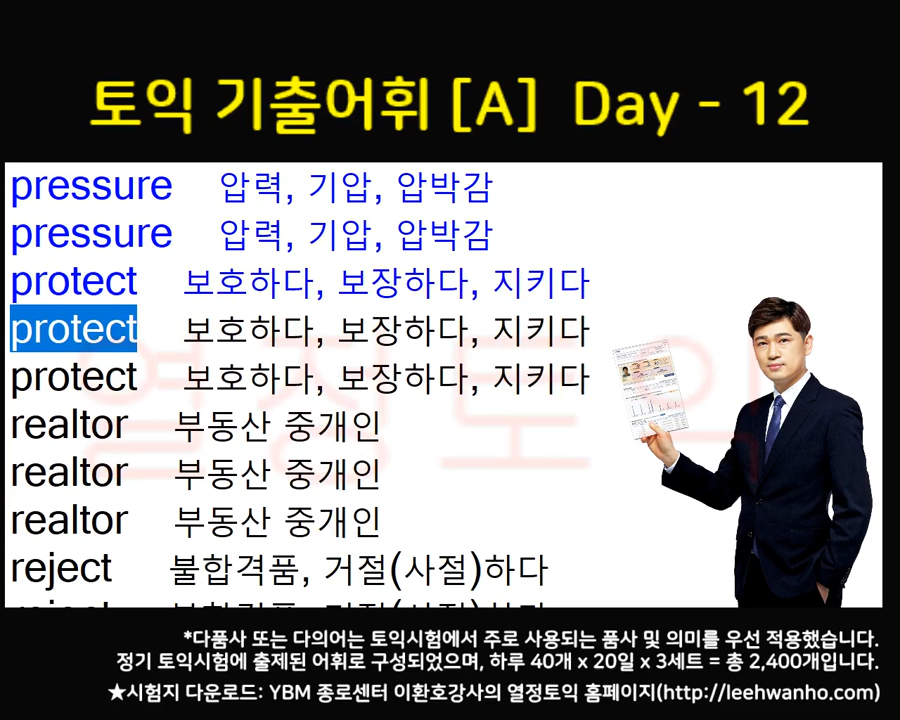 토익 기출어휘 [A] Day - 12
pressure 압력, 기압, 압박감
pressure 압력, 기압, 압박감
protect 보호하다, 보장하다, 지키다
protect 보호하다, 보장하다, 지키다
protect 보호하다, 보장하다, 지키다
realtor 부동산 중개인
realtor 부동산 중개인
realtor 부동산 중개인
reject 불합격품, 거절(사절)하다
열정토익
*다품사 또는 다의어는 토익시험에서 주로 사용되는 품사 및 의미를 우선 적용했습니다.
정기 토익시험에 출제된 어휘로 구성되었으며, 하루 40개 x 20일 x 3세트 = 총 2,400개입니다.
★시험지 다운로드: YBM 종로센터 이환호강사의 열정토익 홈페이지(http://leehwanho.com)